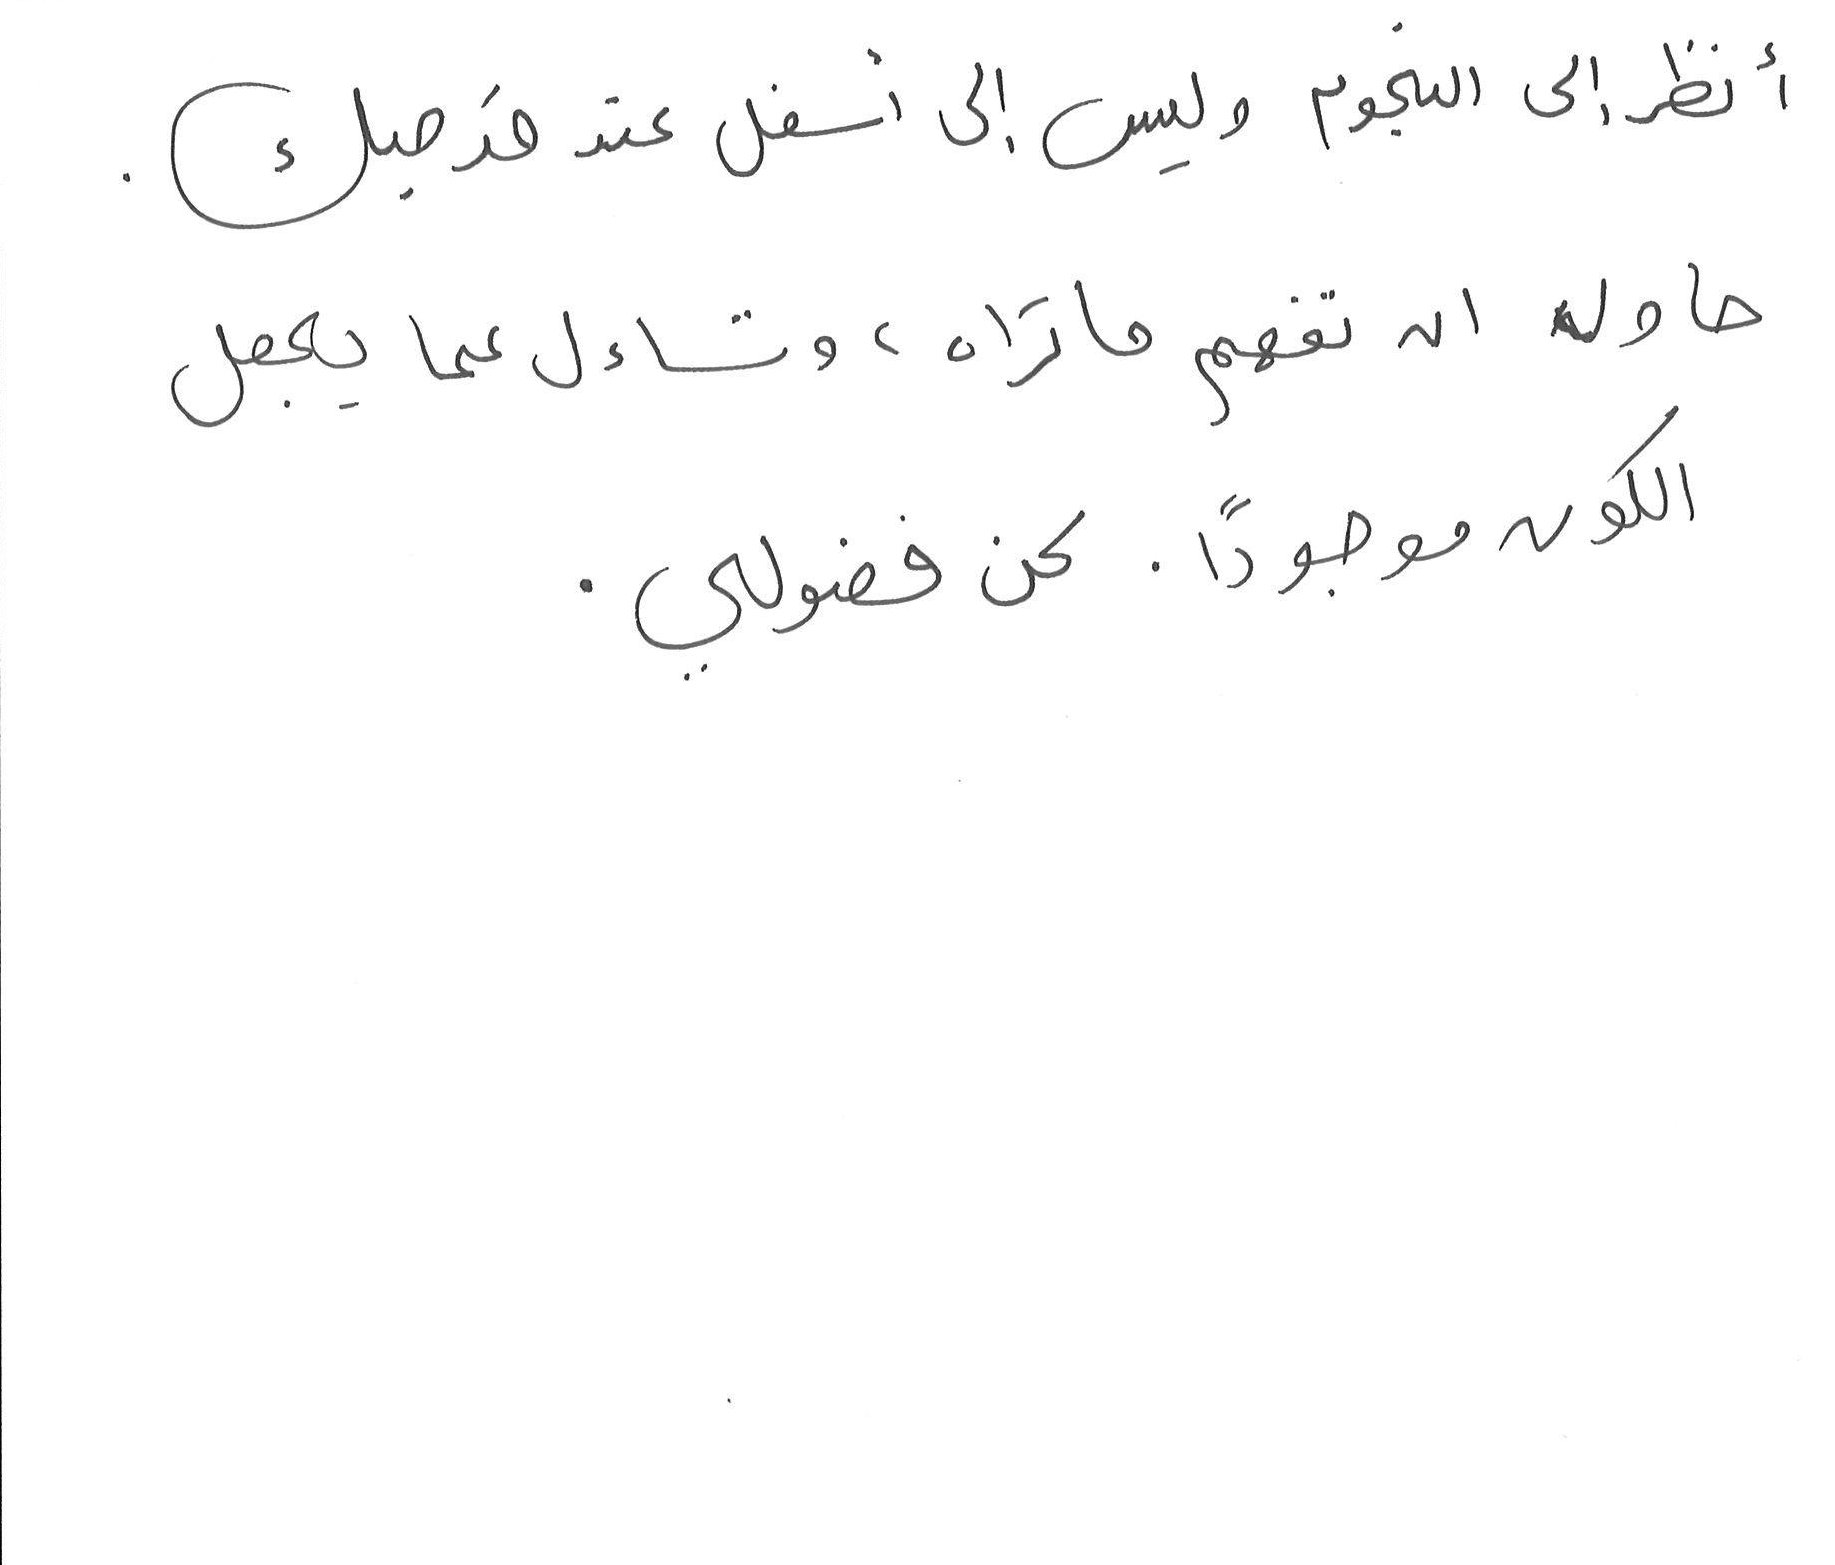 أنظر إلى النجوم وليس إلى أسفل عند قدميك .
حاول ان تفهم ما تراه ، وتساءل عما يجعل
الكون موجودًا . كن فضولي .